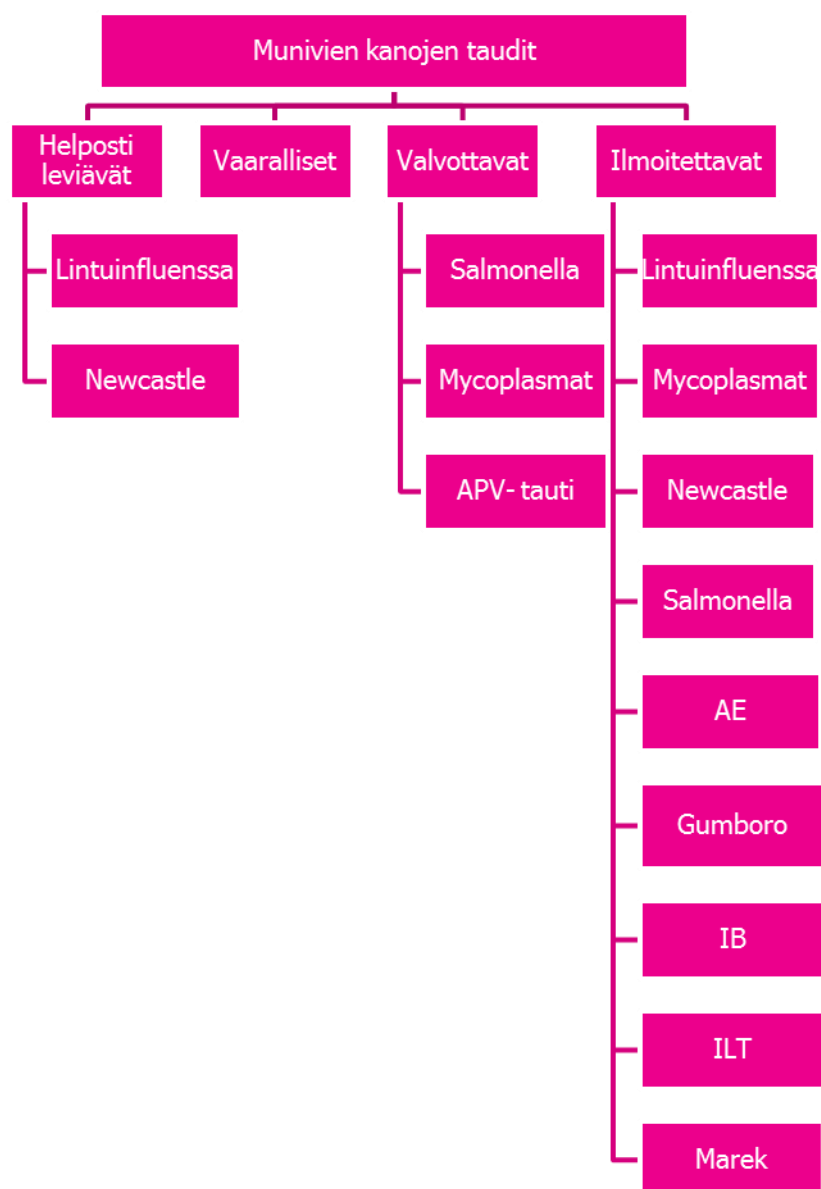 Munivien kanojen taudit
Helposti
leviävät
Vaaralliset
Valvottavat
Ilmoitettavat
Lintuinfluenssa
Newcastle
Salmonella
Mycoplasmat
APV- tauti
Lintuinfluenssa
Mycoplasmat
Newcastle
Salmonella
AE
Gumboro
IB
ILT
Marek